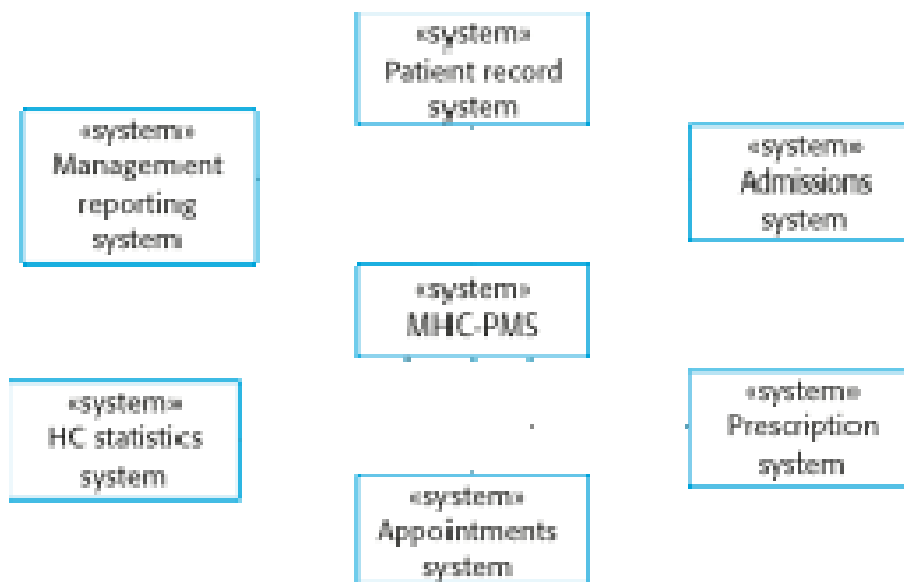 «system»
Patient record
system
«system»
Management
reporting
system
«system»
Admissions
system
«system»
MHC-PMS
«system»
HC statistics
system
«system»
Prescription
system
«system»
Appointments
system